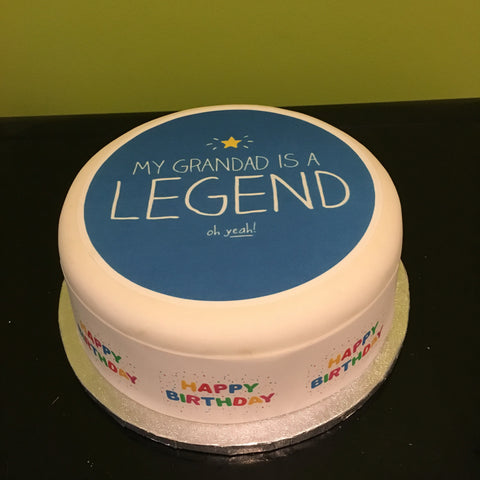 MY GRANDAD IS A
LEGEND
oh yeah!
HAPPY
BIRTHDAY
HAPPY
BIRTHDAY
HAPPY
BIRTHDAY